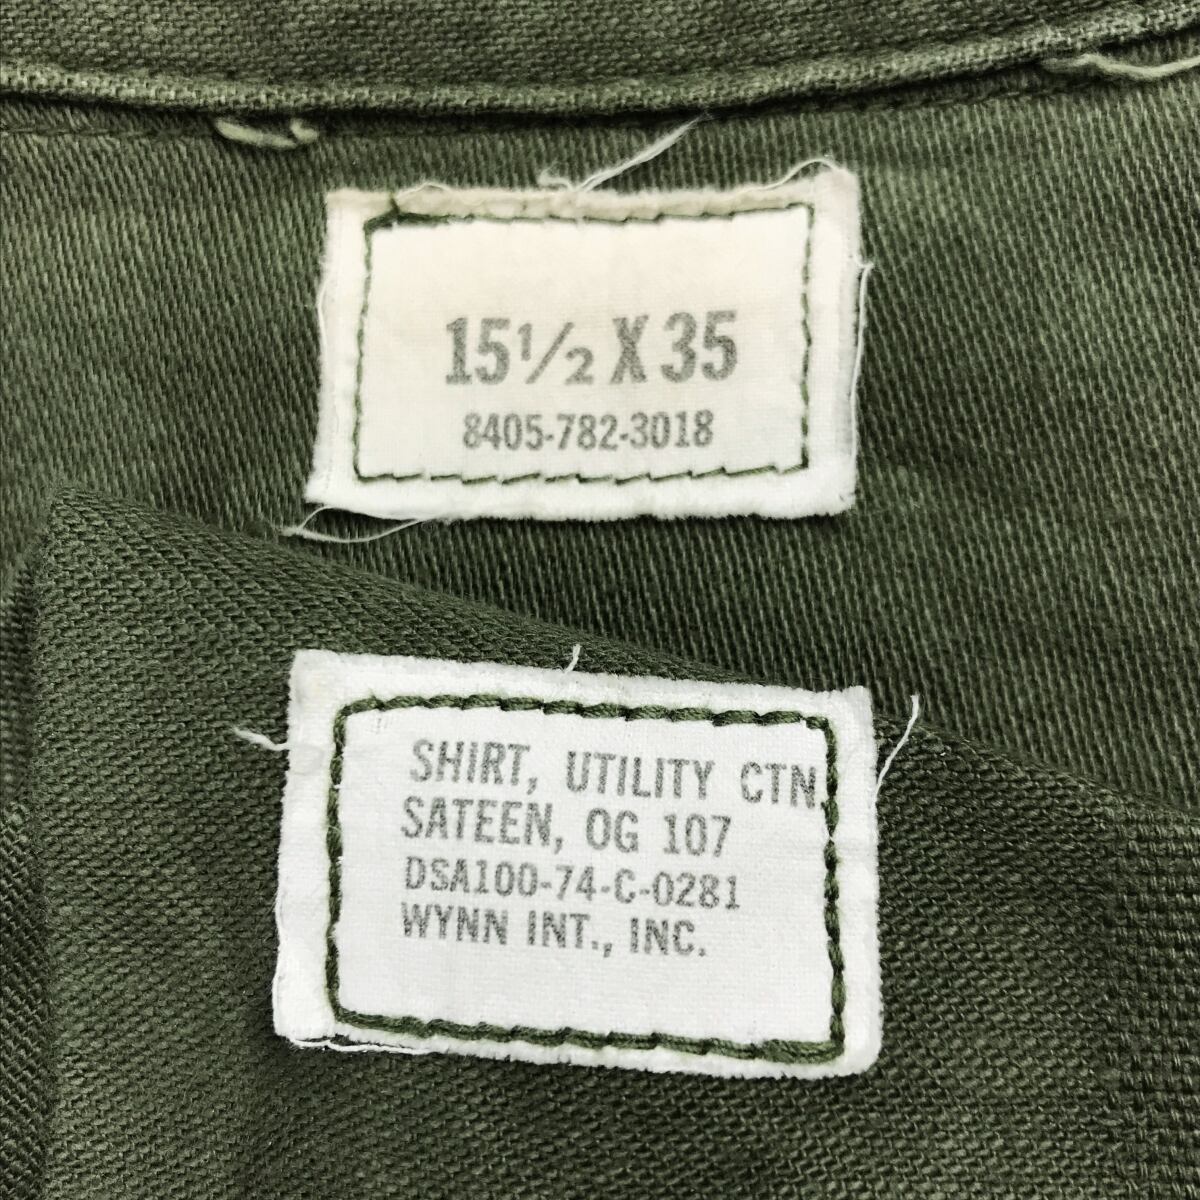 15½ X 35
8405-782-3018
SHIRT, UTILITY CTN
SATEEN, OG 107
DSA100-74-C-0281
WYNN INT., INC.